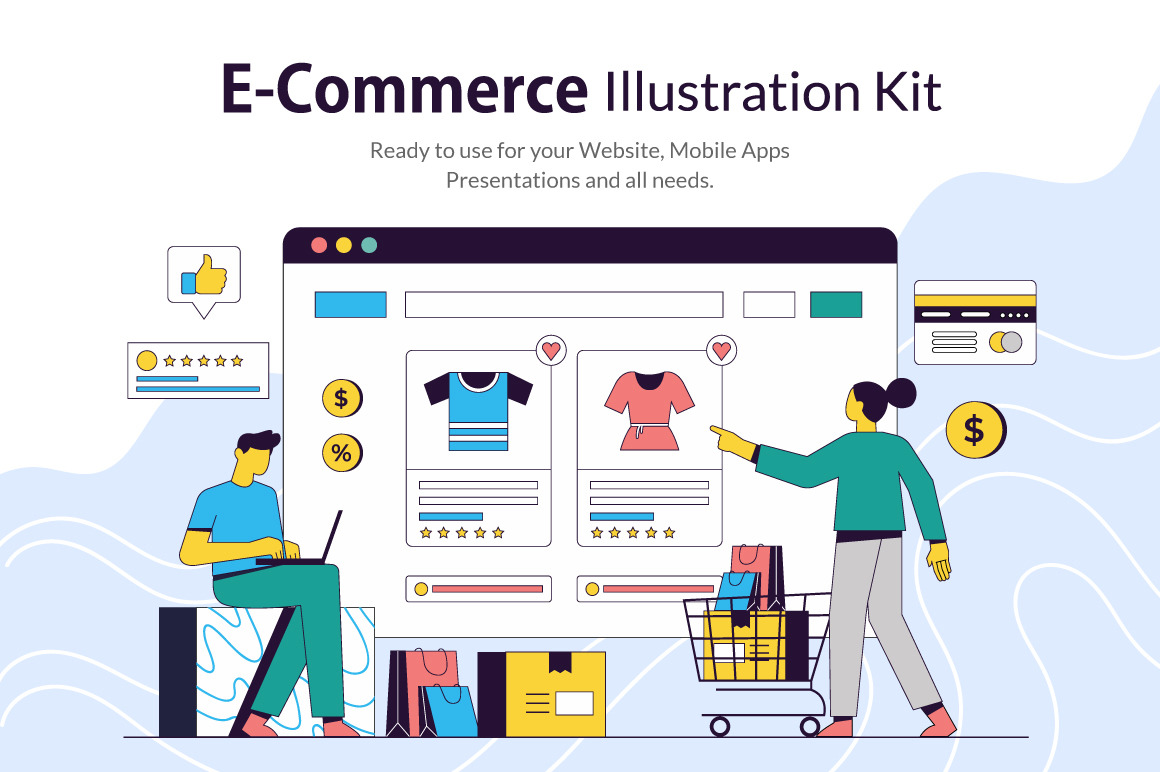 E-Commerce Illustration Kit
Ready to use for your Website, Mobile Apps
Presentations and all needs.
$
%
$